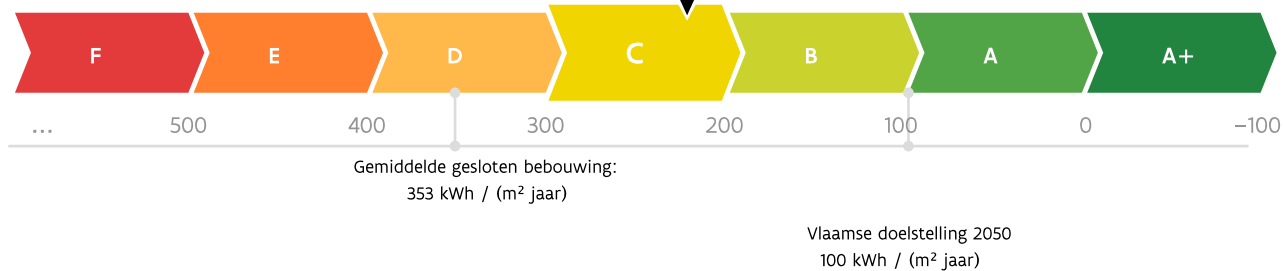 F E D C B A A+
... 500 400 300 200 100 0 –100
Gemiddelde gesloten bebouwing:
353 kWh / (m² jaar)
Vlaamse doelstelling 2050
100 kWh / (m² jaar)